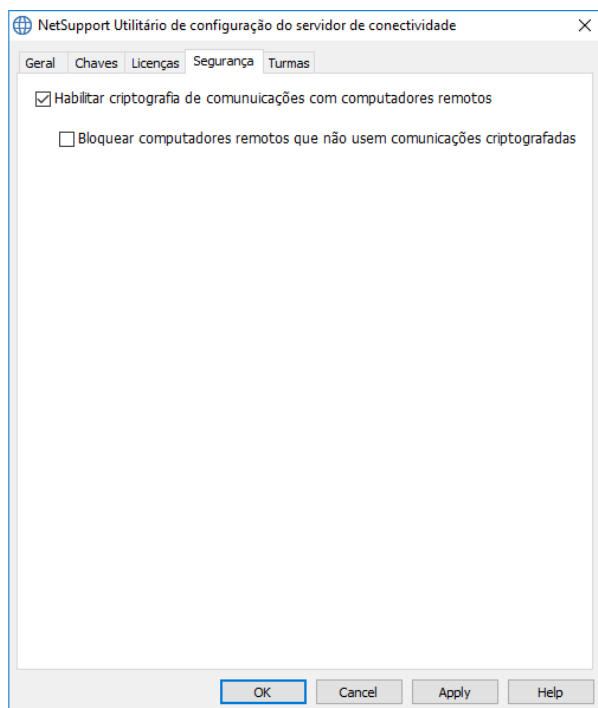 NetSupport Utilitário de configuração do servidor de conectividade
Geral Chaves Licenças Segurança Turmas
Habilitar criptografia de comunuicações com computadores remotos
Bloquear computadores remotos que não usem comunicações criptografadas
OK Cancel Apply Help